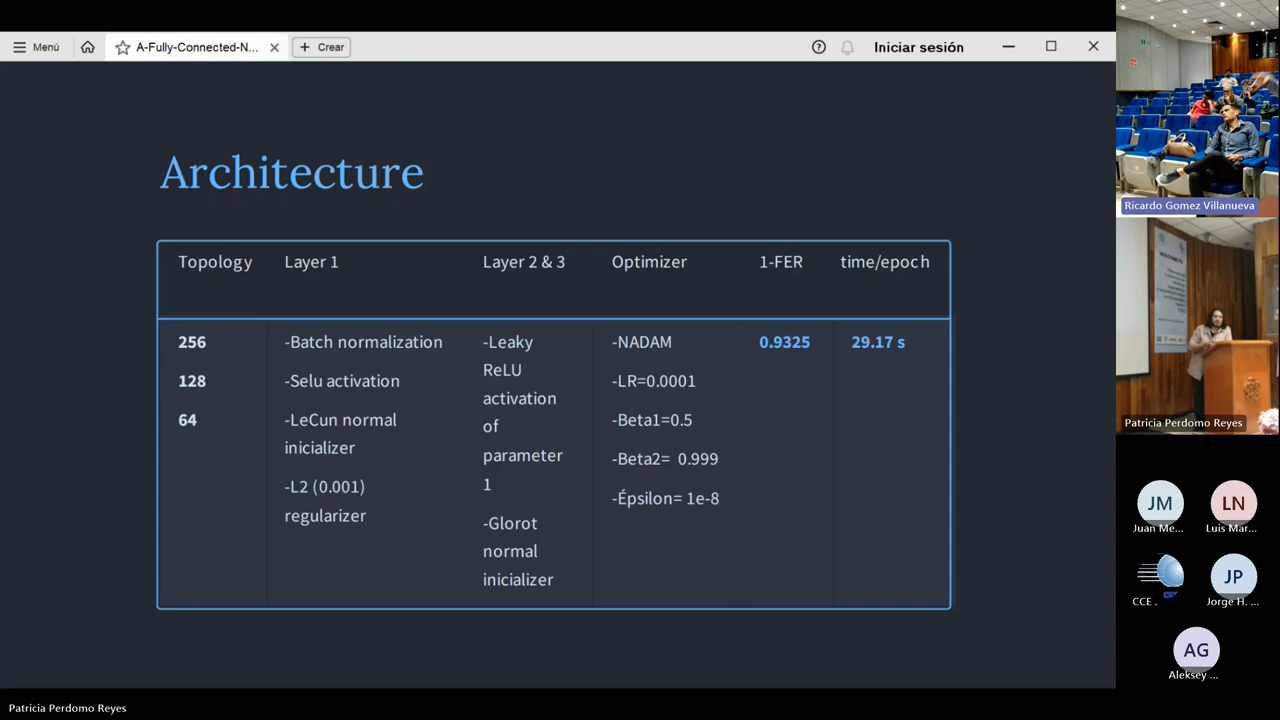 Menú
A-Fully-Connected-N...
Crear
Iniciar sesión
Architecture
Topology Layer 1 Layer 2 & 3 Optimizer 1-FER time/epoch
256
128
64
-Batch normalization
-Selu activation
-LeCun normal
inicializer
-L2 (0.001)
regularizer
-Leaky
ReLU
activation
of
parameter
1
-Glorot
normal
inicializer
-NADAM
-LR=0.0001
-Beta1=0.5
-Beta2= 0.999
-Épsilon= 1e-8
0.9325
29.17 s
Ricardo Gomez Villanueva
Patricia Perdomo Reyes
JM
Juan Me...
LN
Luis Mar...
CCE .
JP
Jorge H. ...
AG
Aleksey ...
Patricia Perdomo Reyes